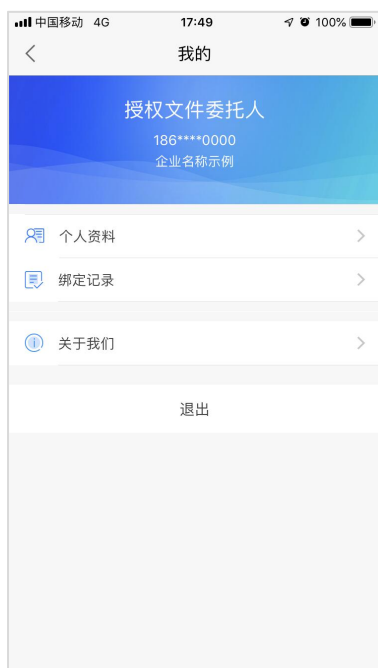 中国移动 4G 17:49 100%
我的
授权文件委托人
186****0000
企业名称示例
个人资料
绑定记录
关于我们
退出